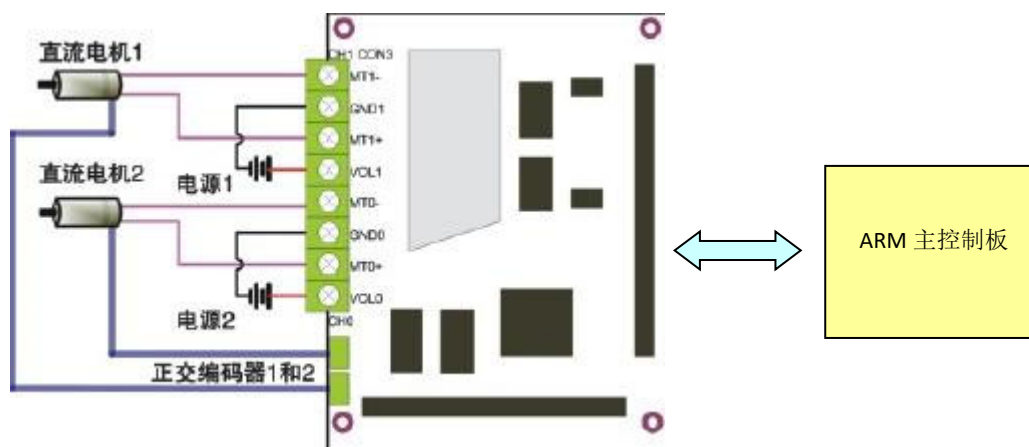 直流电机1
直流电机2
电源1
电源2
正交编码器1和2
CH1 CON3
MT1-
GND1
MT1+
VOL1
MT0-
GND0
MT0+
VOL0
CH0
ARM 主控制板